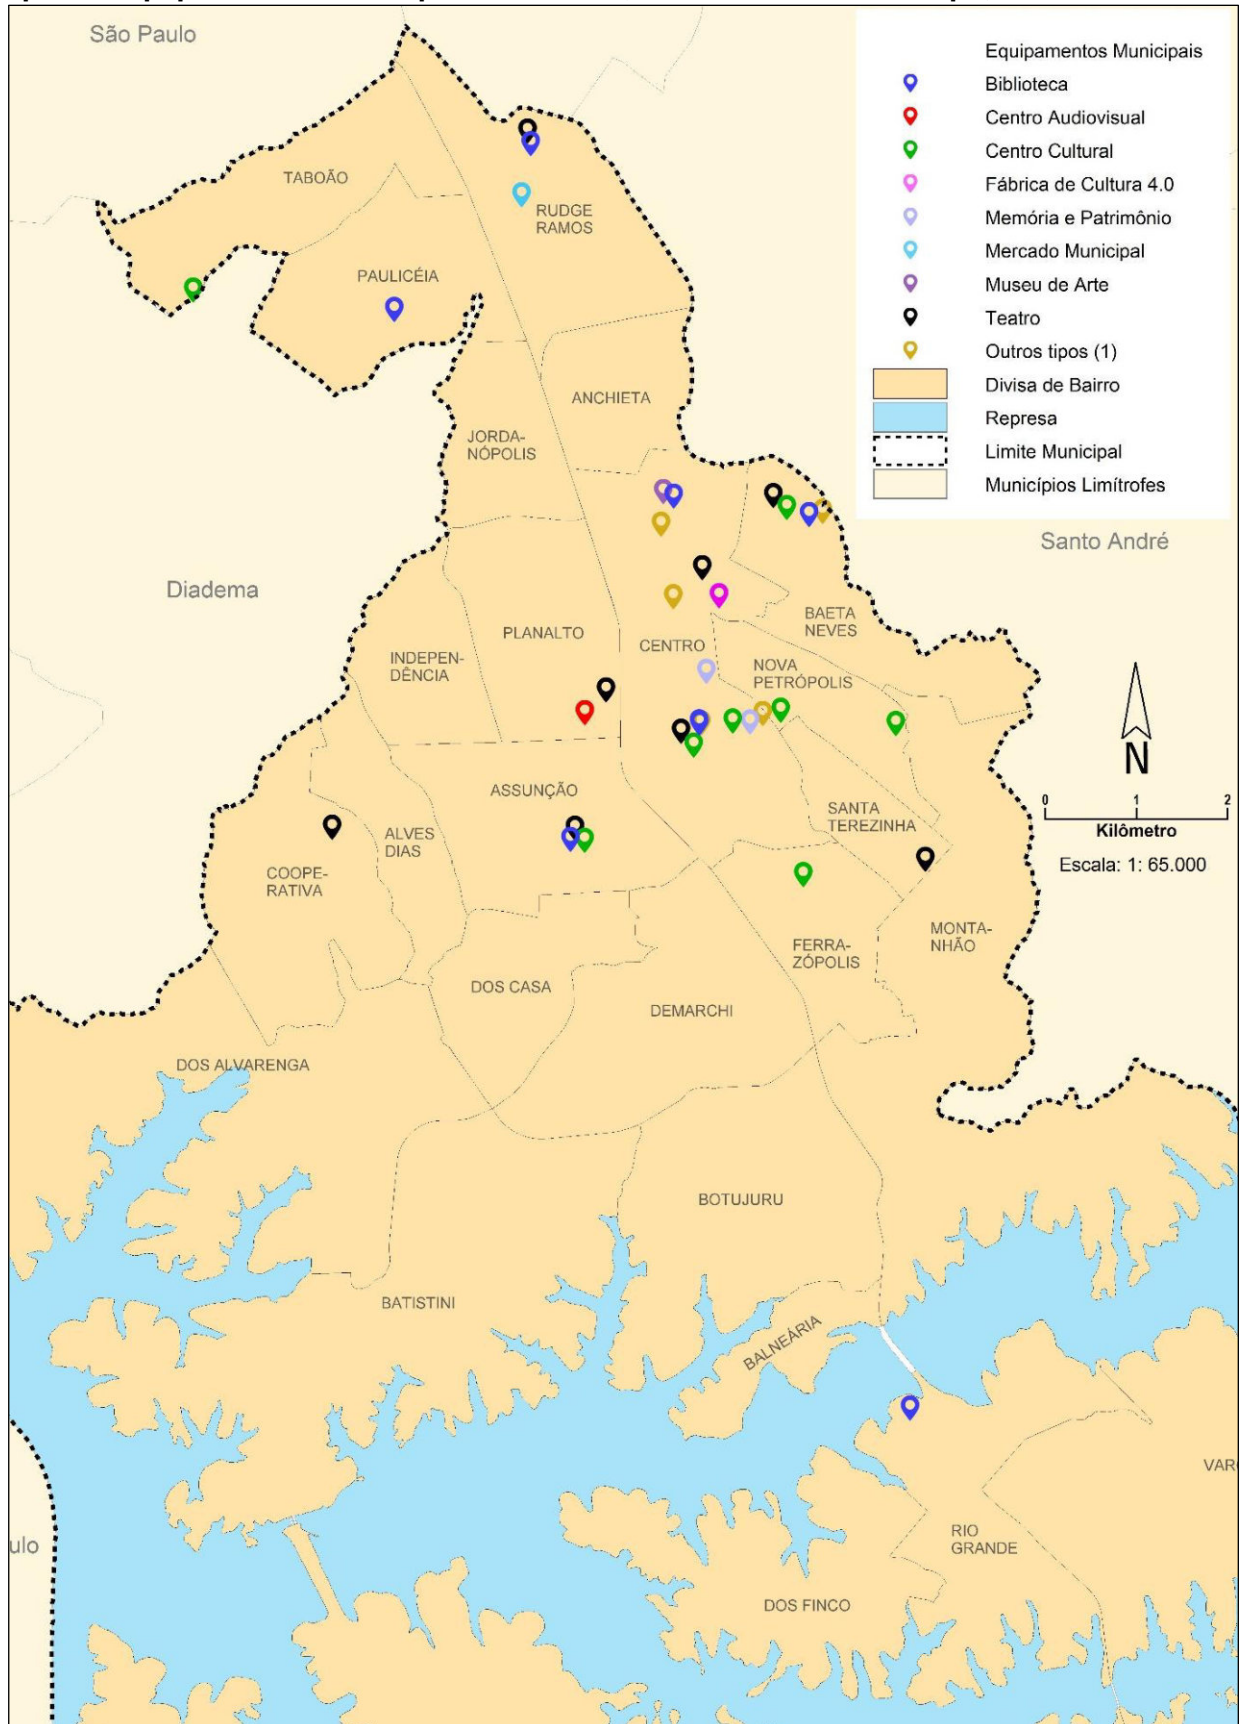 São Paulo
Equipamentos Municipais
Biblioteca
Centro Audiovisual
Centro Cultural
Fábrica de Cultura 4.0
Memória e Patrimônio
Mercado Municipal
Museu de Arte
Teatro
Outros tipos (1)
Divisa de Bairro
Represa
Limite Municipal
Municípios Limítrofes
TABOÃO
RUDGE
RAMOS
PAULICÉIA
ANCHIETA
JORDA-
NÓPOLIS
Santo André
Diadema
BAETA
NEVES
PLANALTO
CENTRO
INDEPEN-
DÊNCIA
NOVA
PETRÓPOLIS
N
ASSUNÇÃO
0 1 2
Kilômetro
Escala: 1: 65.000
SANTA
TEREZINHA
ALVES
DIAS
COOPE-
RATIVA
MONTA-
NHÃO
FERRA-
ZÓPOLIS
DOS CASA
DEMARCHI
DOS ALVARENGA
BOTUJURU
BATISTINI
BALNEÁRIA
VAR
ulo
RIO
GRANDE
DOS FINCO